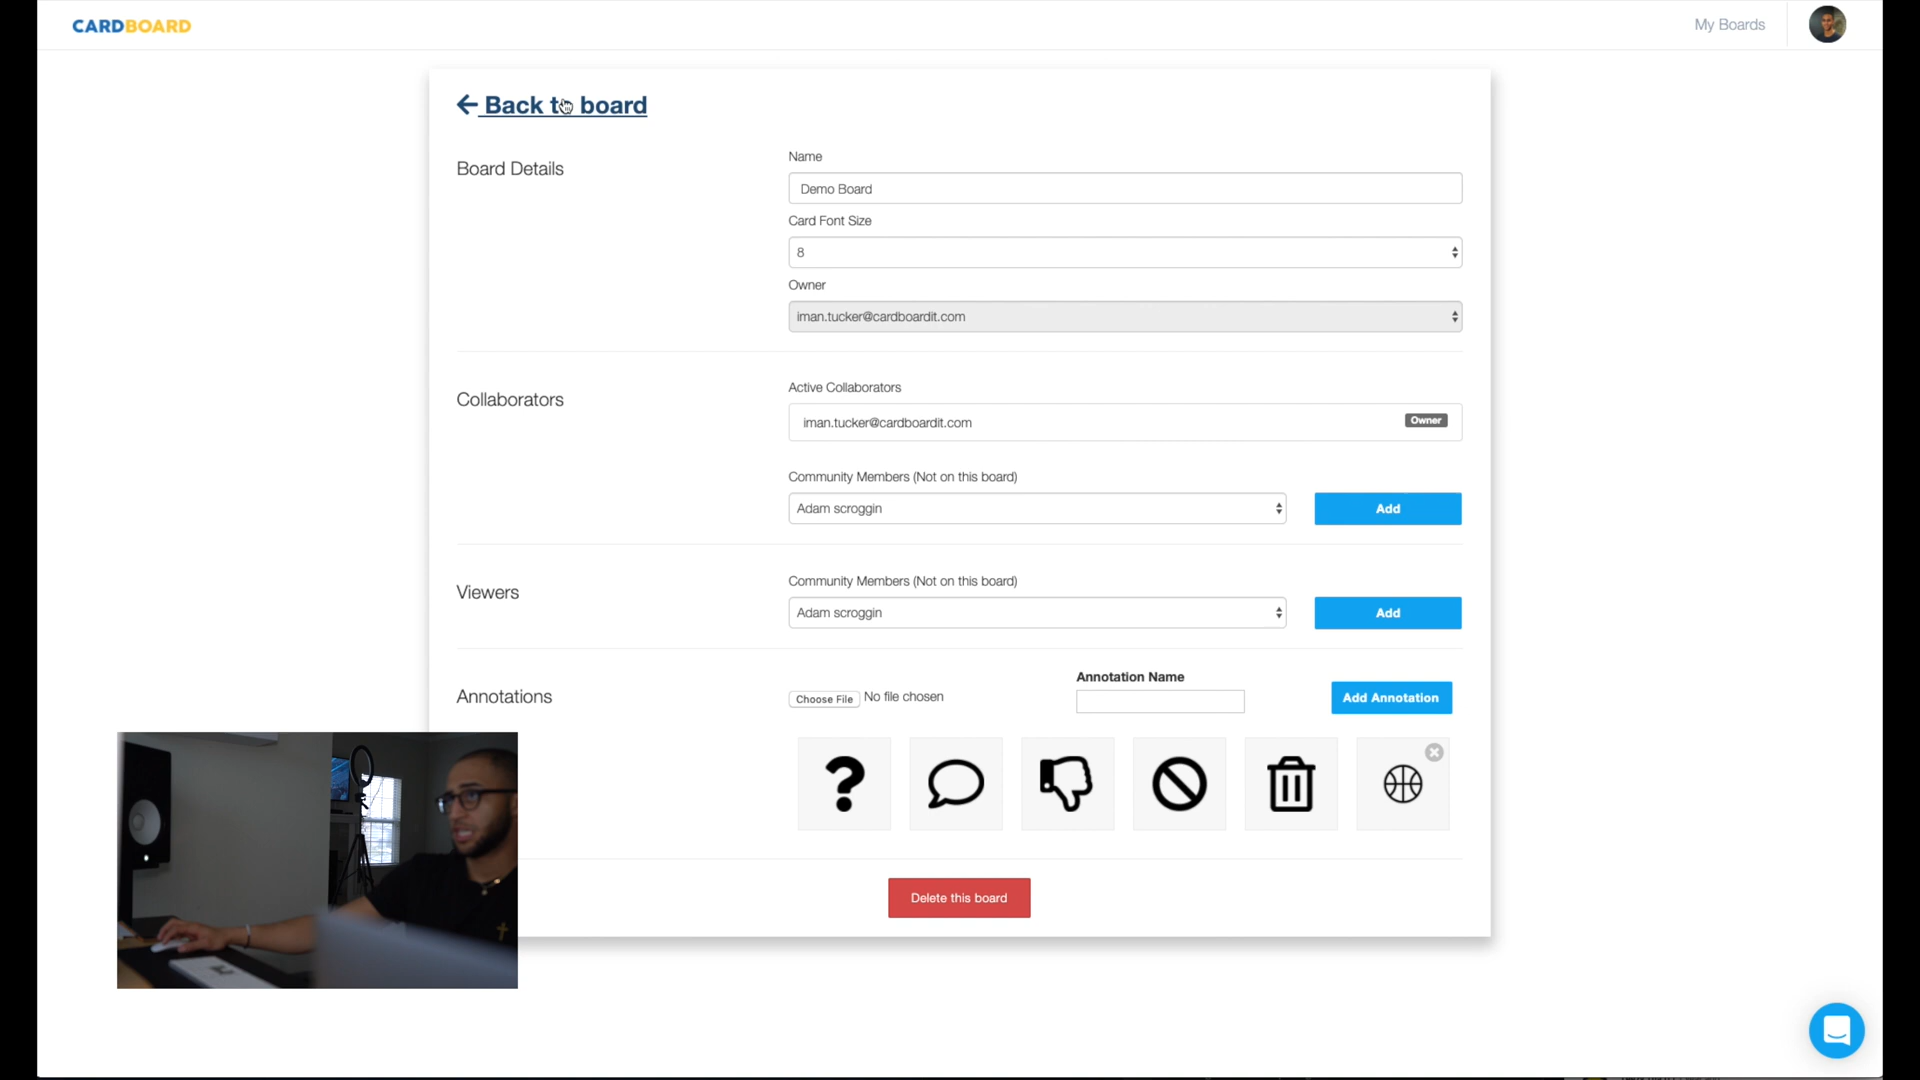 CARDBOARD
My Boards
Back to board
Board Details
Name
Demo Board
Card Font Size
8
Owner
iman.tucker@cardboardit.com
Collaborators
Active Collaborators
iman.tucker@cardboardit.com
Owner
Community Members (Not on this board)
Adam scroggin
Add
Viewers
Community Members (Not on this board)
Adam scroggin
Add
Annotations
Choose File No file chosen
Annotation Name
Add Annotation
Delete this board